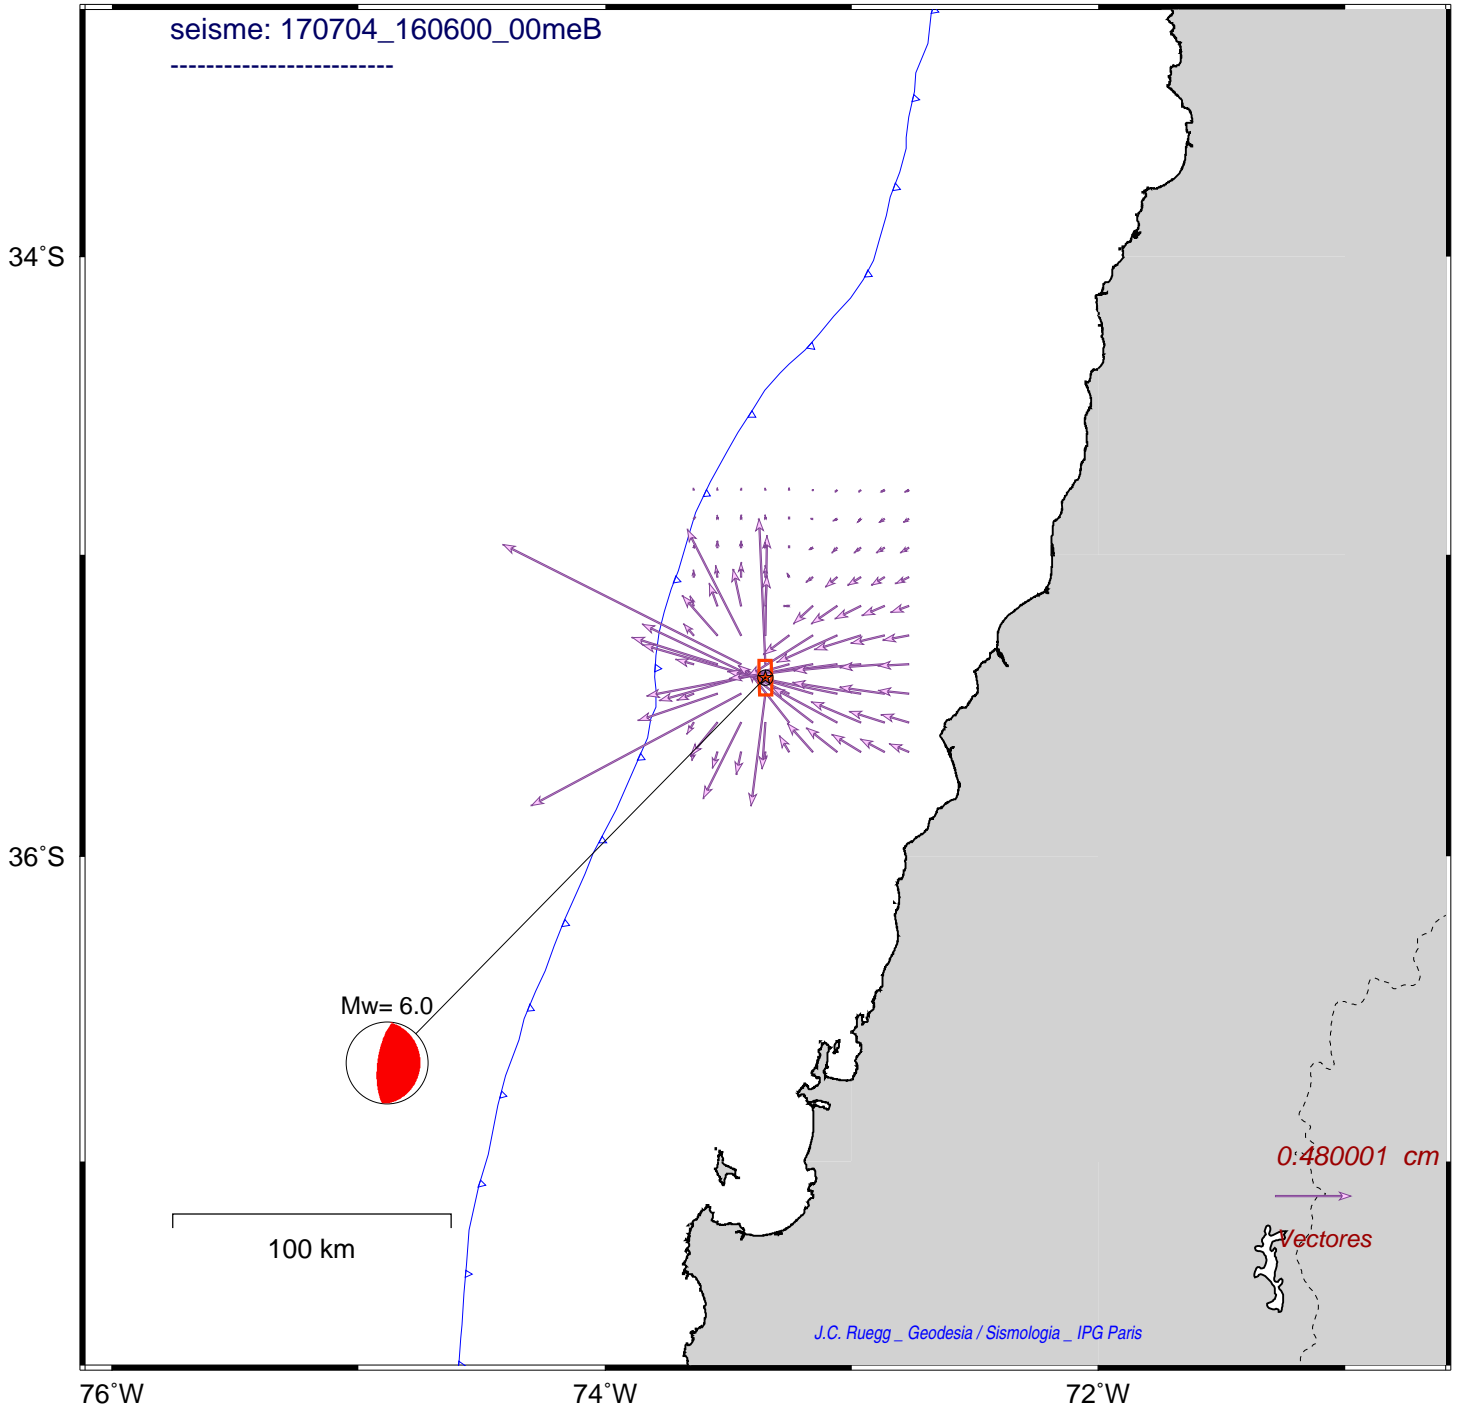 seisme: 170704_160600_00meB
-------------------------
34°S
36°S
Mw= 6.0
0.480001 cm
Vectores
100 km
J.C. Ruegg _ Geodesia / Sismologia _ IPG Paris
76°W 74°W 72°W